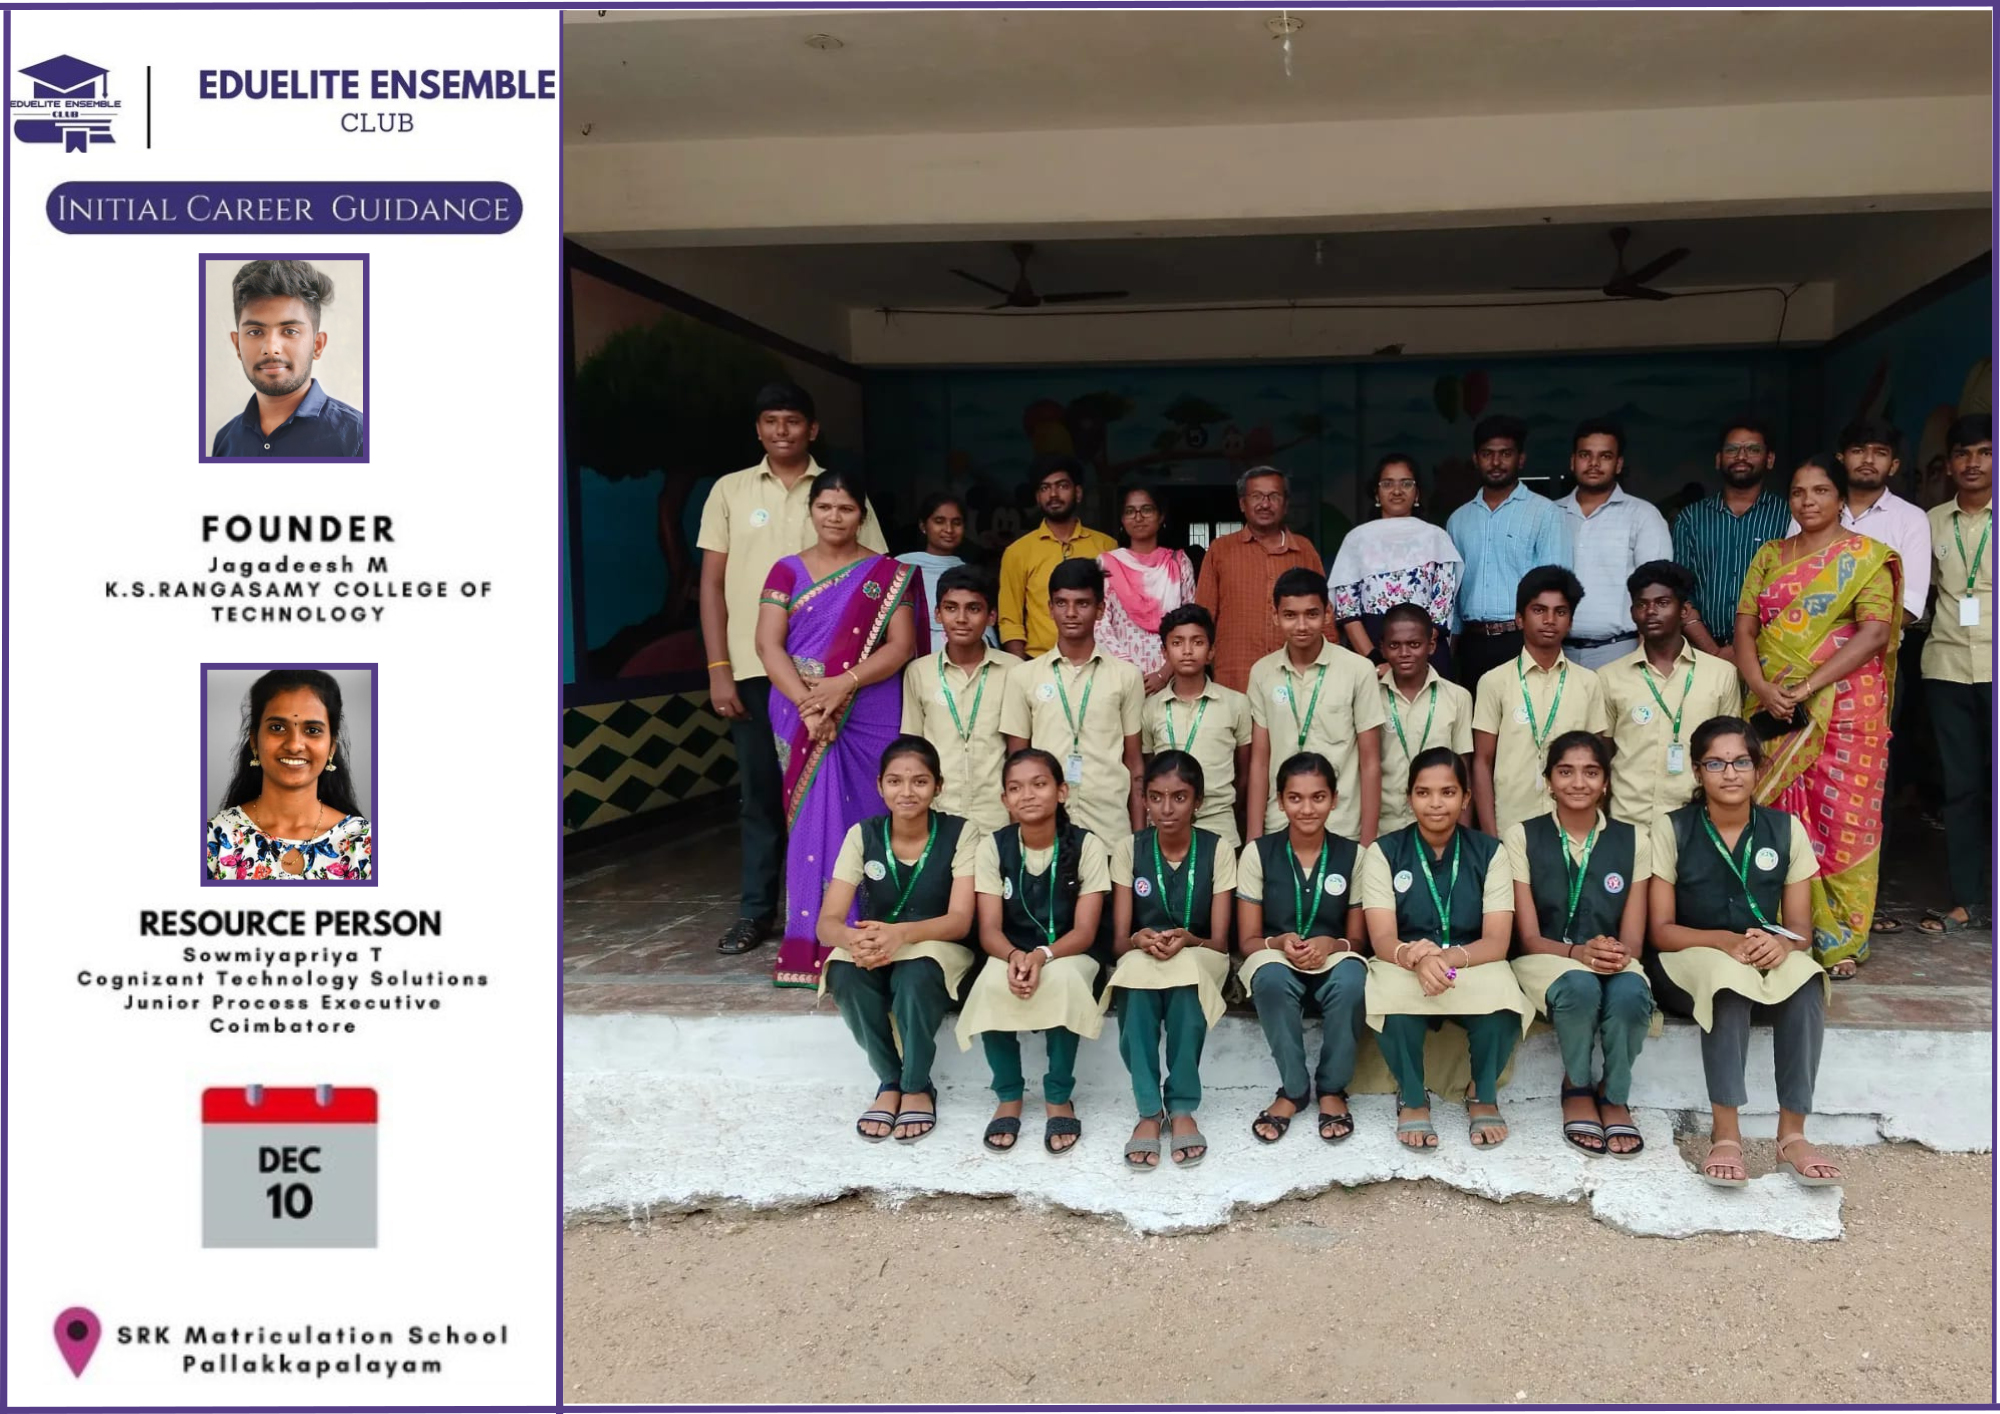 EDUELITE ENSEMBLE
CLUB
EDUELITE ENSEMBLE
CLUB
INITIAL CAREER GUIDANCE
FOUNDER
Jagadeesh M
K.S.RANGASAMY COLLEGE OF
TECHNOLOGY
RESOURCE PERSON
Sowmiyapriya T
Cognizant Technology Solutions
Junior Process Executive
Coimbatore
DEC
10
SRK Matriculation School
Pallakkapalayam